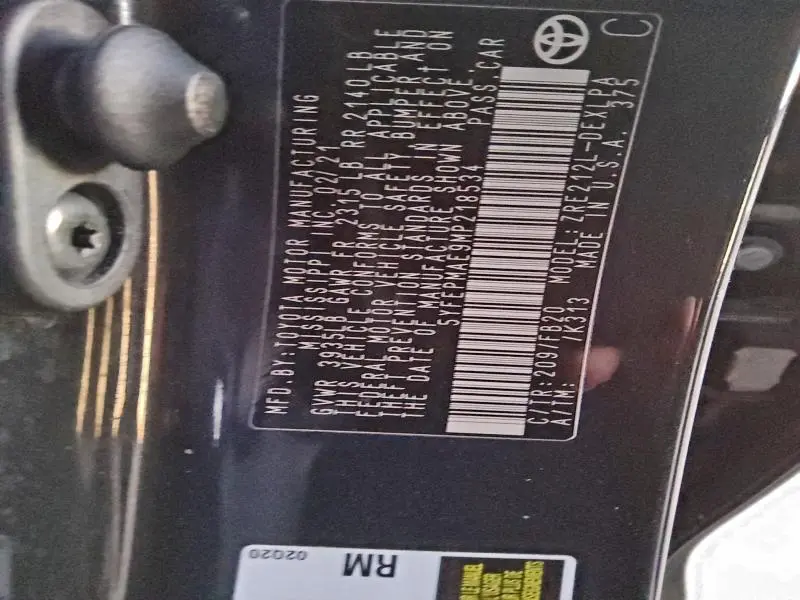 MFD. BY: TOYOTA MOTOR MANUFACTURING
MISSISSIPPI INC. 02/21
GVWR 3935LB GAWR FR 2315 LB RR 2140 LB
THIS VEHICLE CONFORMS TO ALL APPLICABLE
FEDERAL MOTOR VEHICLE SAFETY, BUMPER, AND
THEFT PREVENTION STANDARDS IN EFFECT ON
THE DATE OF MANUFACTURE SHOWN ABOVE.
5YFEPMAE9MP218534 PASS. CAR
C/TR: 209/FB20 MODEL: ZRE212L-DEXLPA
A/TM: /K313 MADE IN U.S.A. 375
C
RM
02020